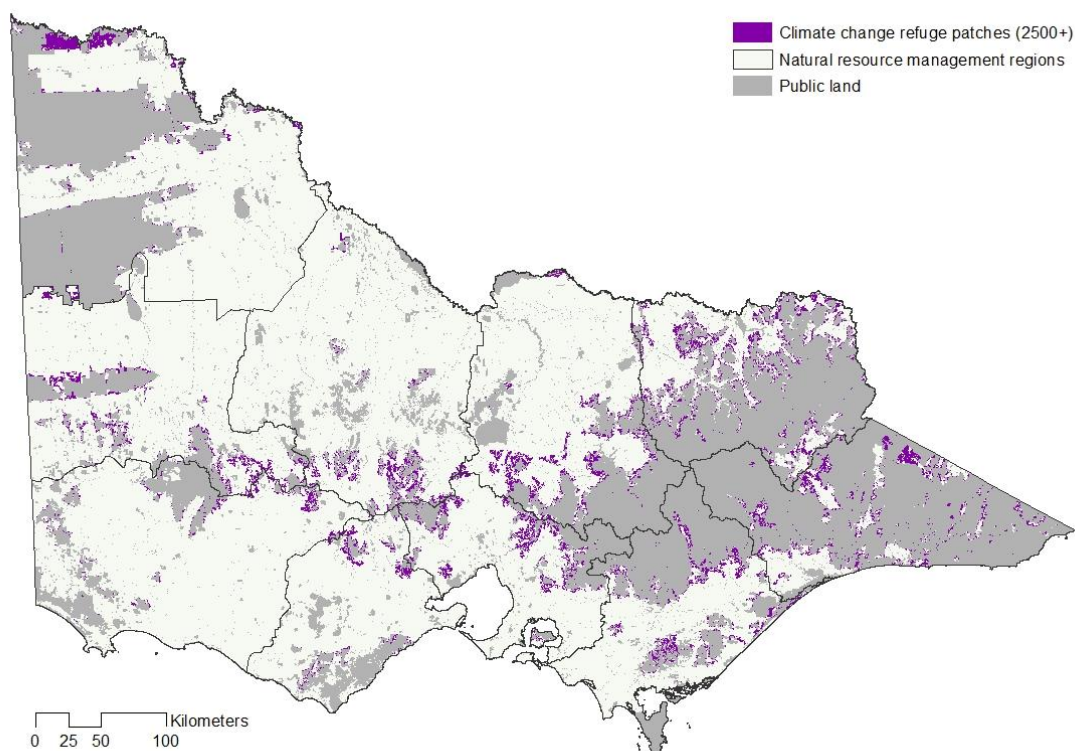 Climate change refuge patches (2500+)
Natural resource management regions
Public land
Kilometers
0 25 50 100